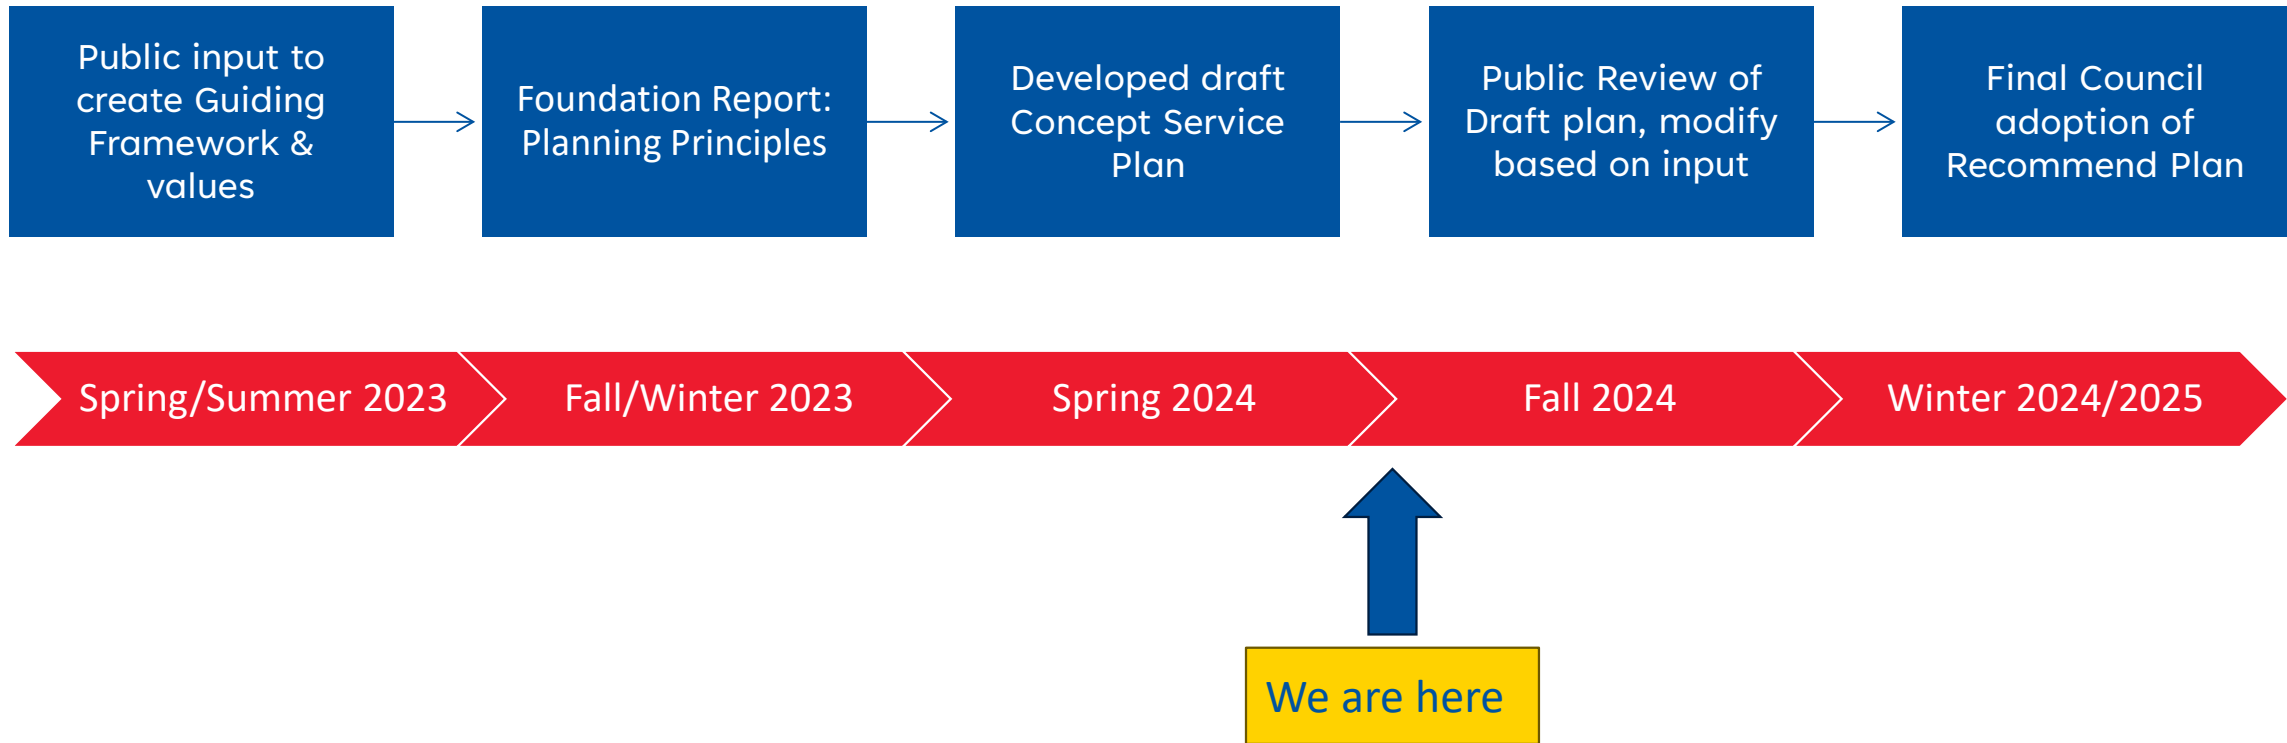 Public input to
create Guiding
Framework &
values
Foundation Report:
Planning Principles
Developed draft
Concept Service
Plan
Public Review of
Draft plan, modify
based on input
Final Council
adoption of
Recommend Plan
Spring/Summer 2023
Fall/Winter 2023
Spring 2024
Fall 2024
Winter 2024/2025
We are here